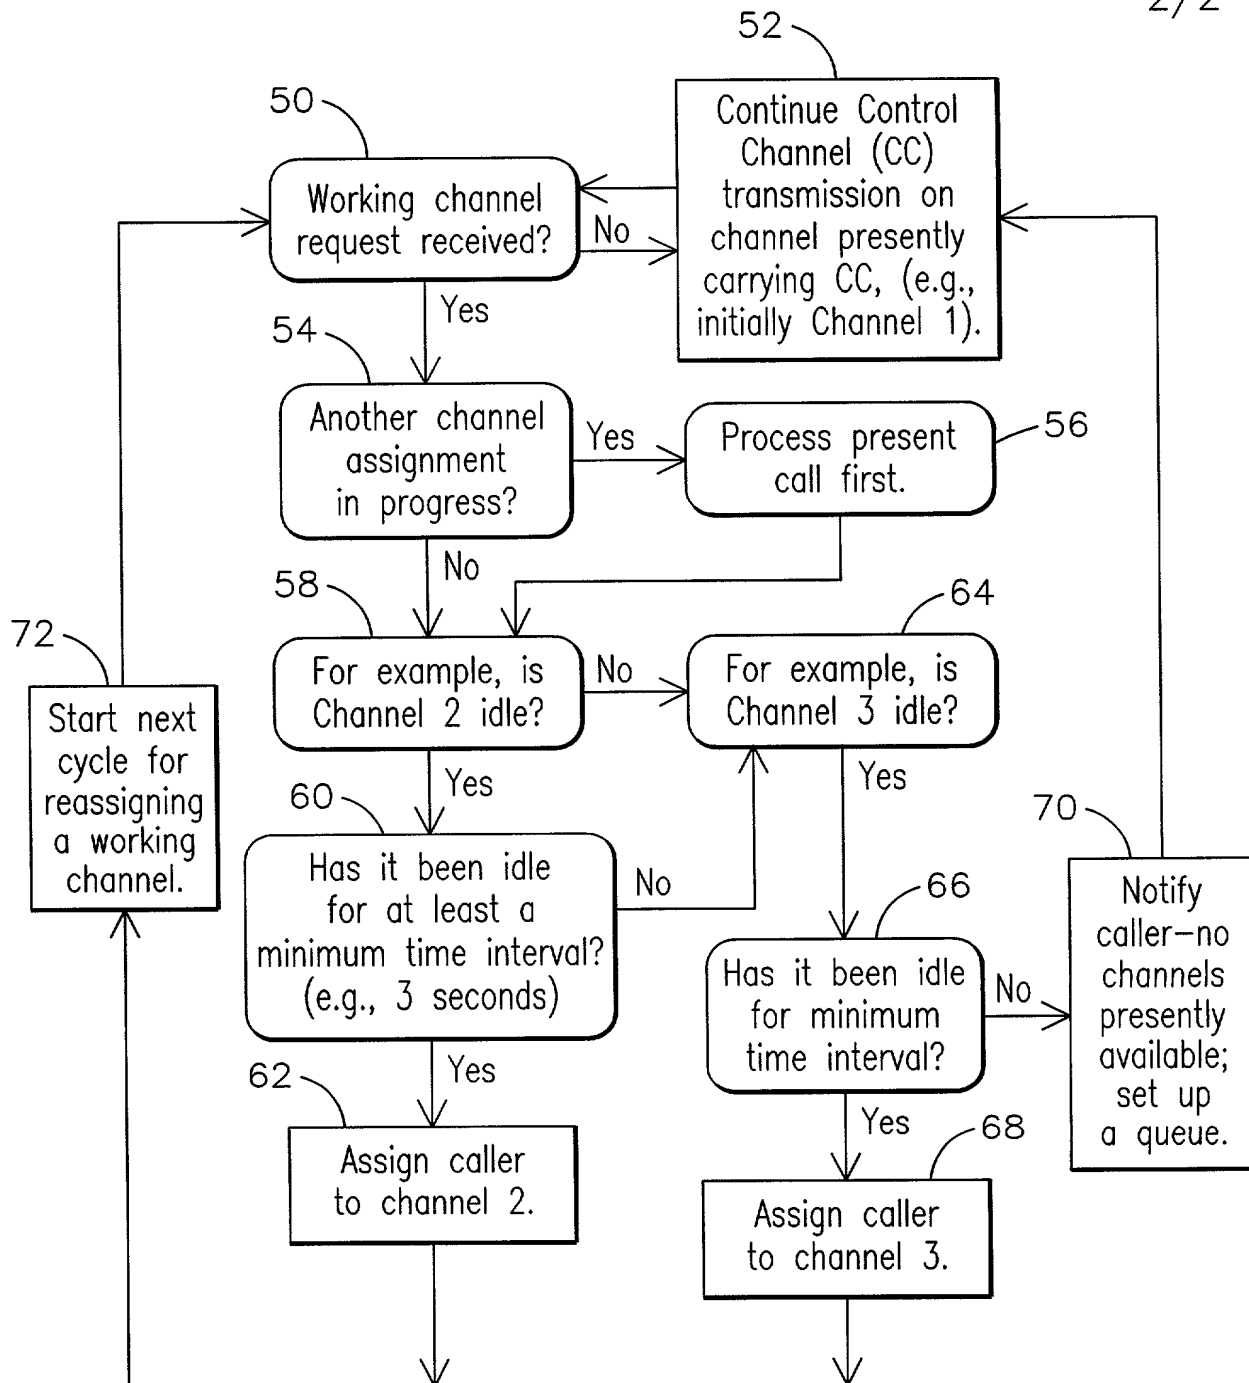 2/2
52
50
Continue Control
Channel (CC)
transmission on
channel presently
carrying CC, (e.g.,
initially Channel 1).
Working channel
request received?
No
Yes
54
Another channel
assignment
in progress?
Yes
Process present
call first.
56
No
58
64
72
For example, is
Channel 2 idle?
No
For example, is
Channel 3 idle?
Start next
cycle for
reassigning
a working
channel.
Yes
Yes
60
70
Has it been idle
for at least a
minimum time interval?
(e.g., 3 seconds)
No
66
Has it been idle
for minimum
time interval?
No
Notify
caller–no
channels
presently
available;
set up
a queue.
62
Yes
Yes
68
Assign caller
to channel 2.
Assign caller
to channel 3.